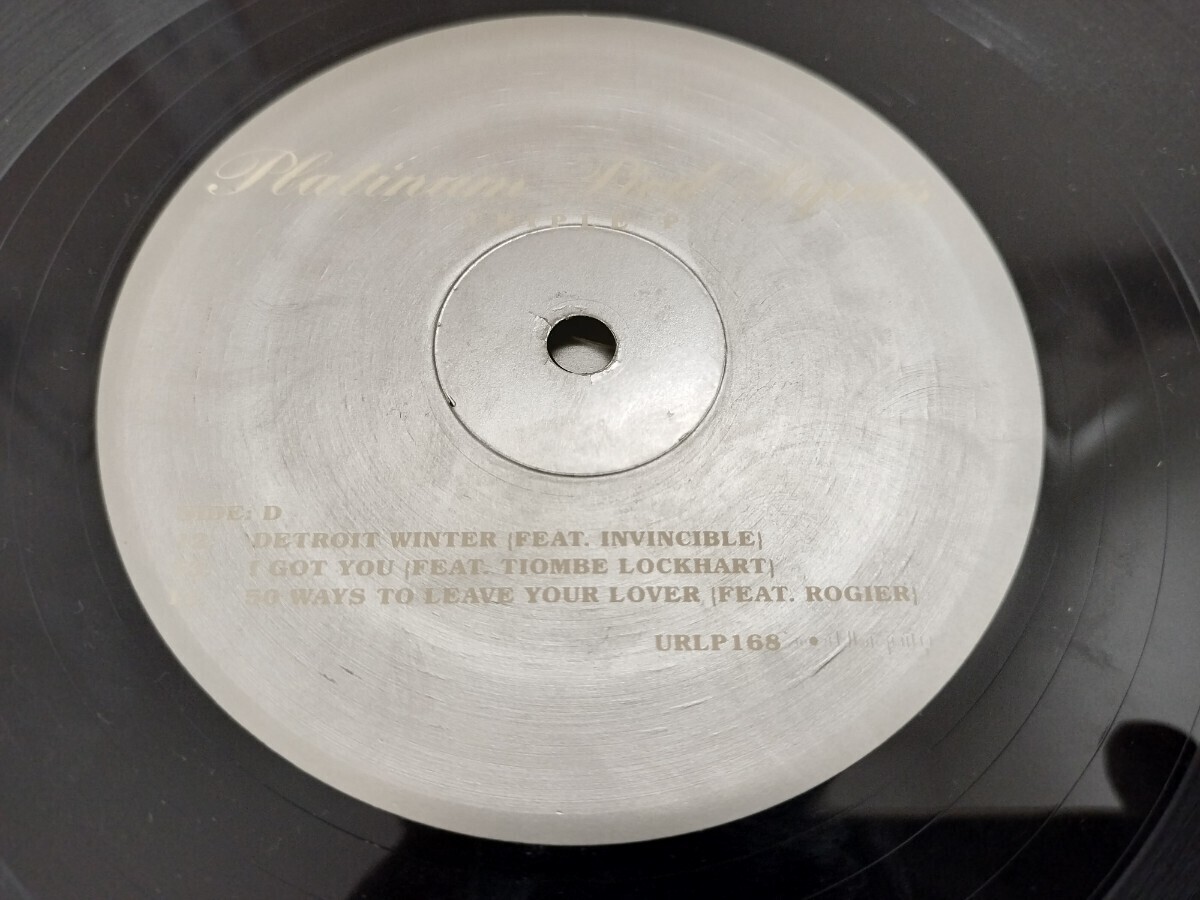 Platinum Pied Pipers
TRIPLE P
SIDE: D
DETROIT WINTER {FEAT. INVINCIBLE}
I GOT YOU {FEAT. TIOMBE LOCKHART}
50 WAYS TO LEAVE YOUR LOVER {FEAT. ROGIER}
URLP168